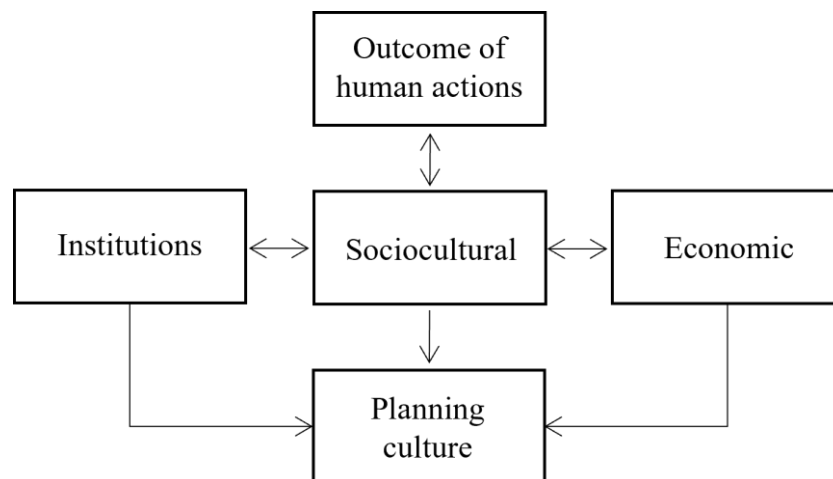 Outcome of
human actions
Institutions
Sociocultural
Economic
Planning
culture